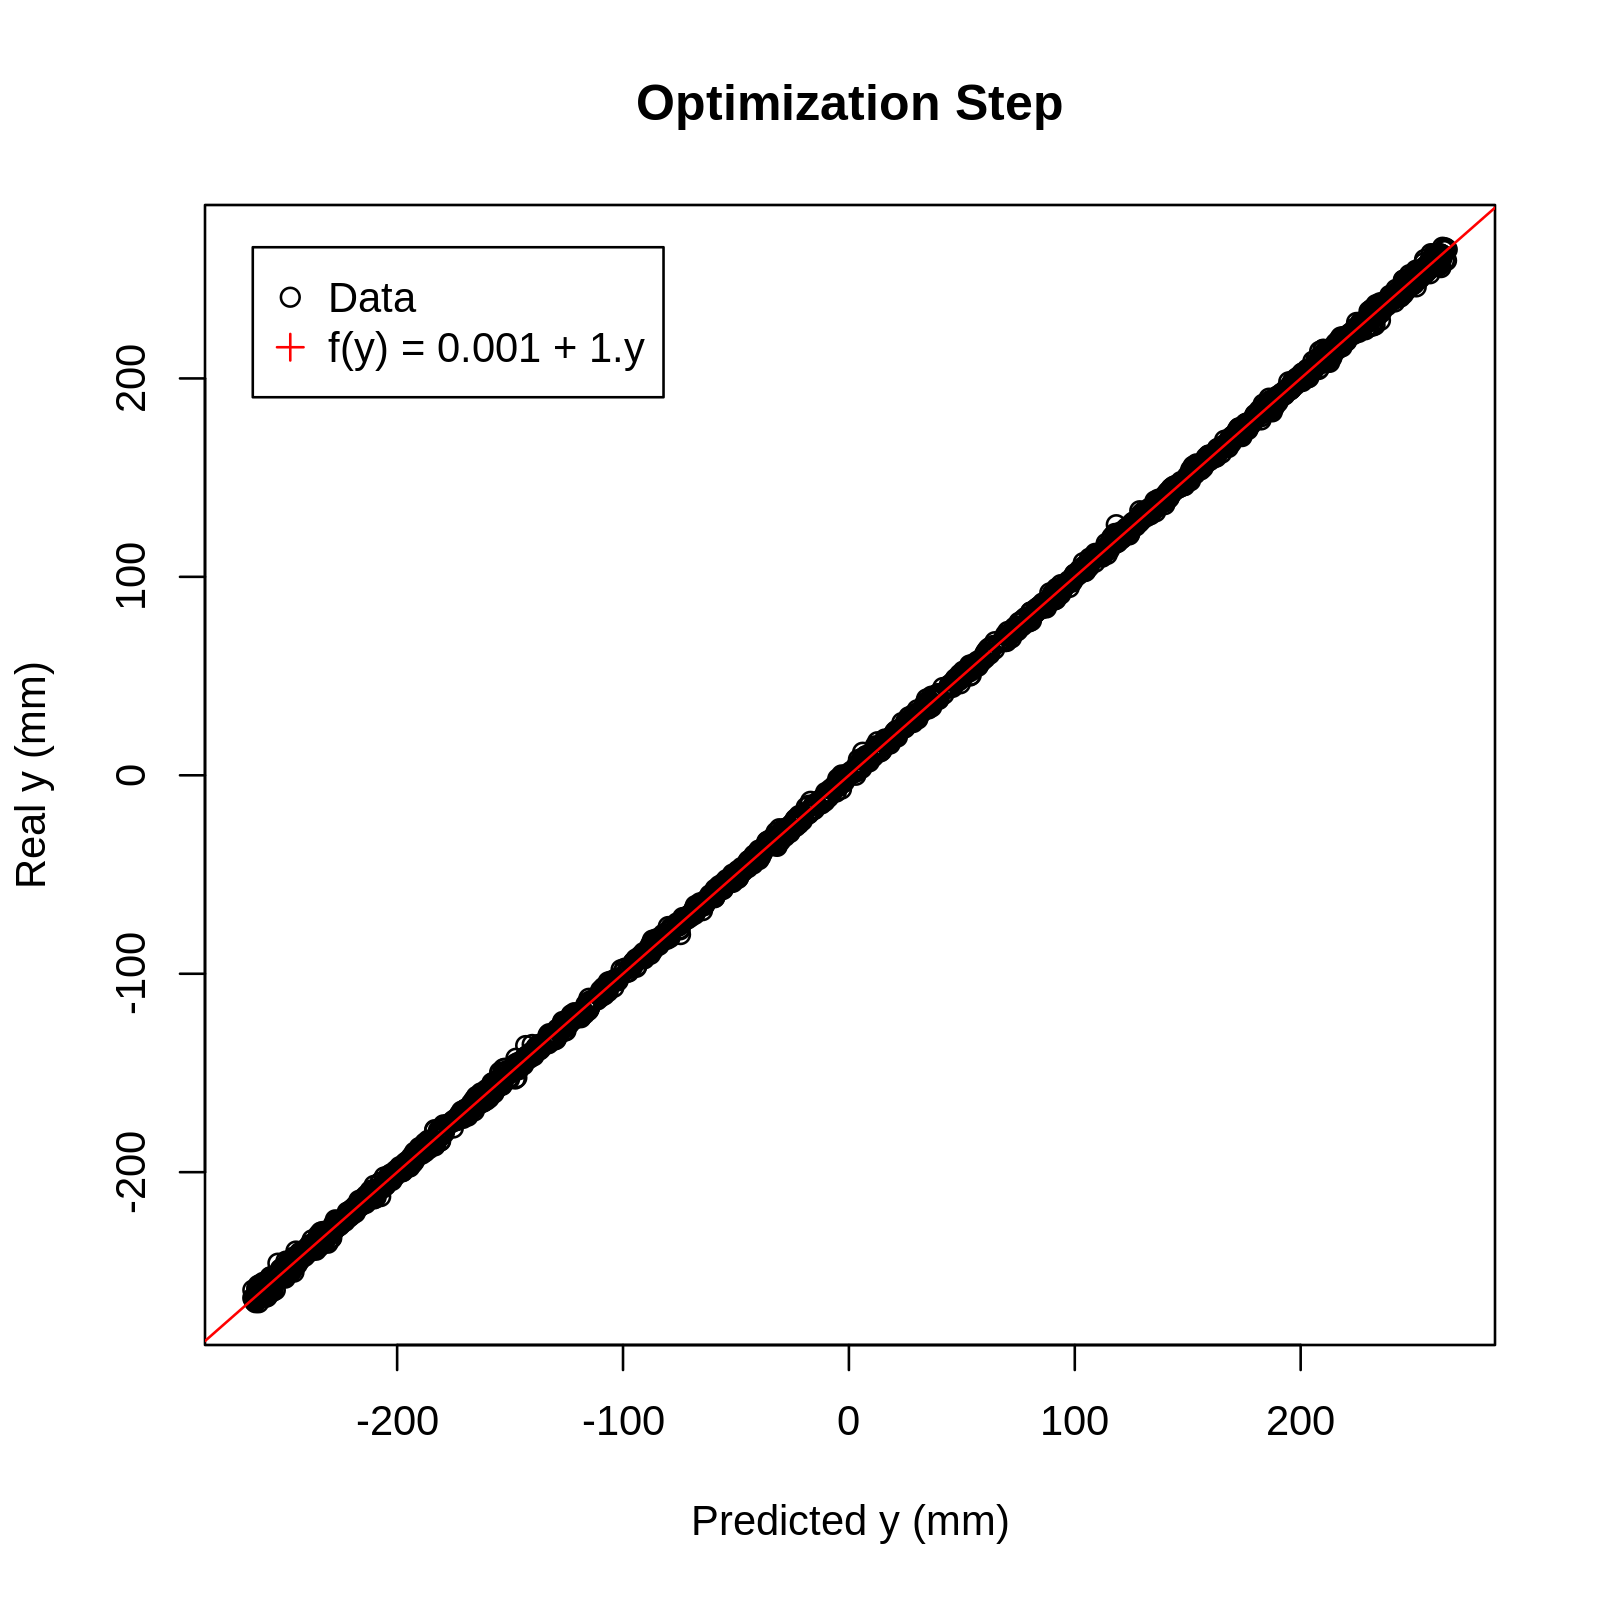 Optimization Step
Data
f(y) = 0.001 + 1.y
200
100
0
-100
-200
Real y (mm)
-200 -100 0 100 200
Predicted y (mm)